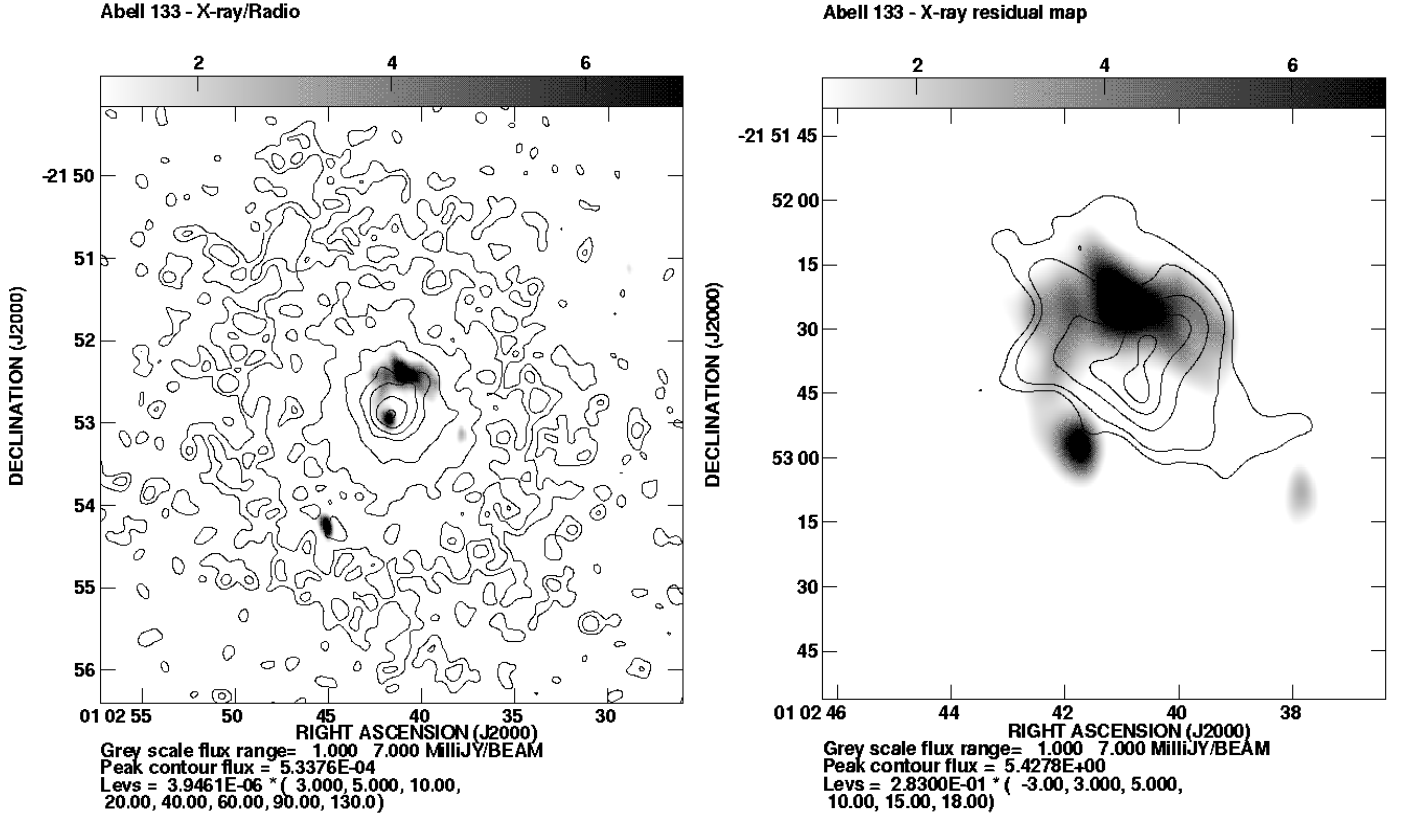 Abell 133 - X-ray/Radio
2 4 6
DECLINATION (J2000)
-21 50
51
52
53
54
55
56
01 02 55 50 45 40 35 30
RIGHT ASCENSION (J2000)
Grey scale flux range= 1.000 7.000 MilliJY/BEAM
Peak contour flux = 5.3376E-04
Levs = 3.9461E-06 * ( 3.000, 5.000, 10.00,
20.00, 40.00, 60.00, 90.00, 130.0)
Abell 133 - X-ray residual map
2 4 6
DECLINATION (J2000)
-21 51 45
52 00
15
30
45
53 00
15
30
45
01 02 46 44 42 40 38
RIGHT ASCENSION (J2000)
Grey scale flux range= 1.000 7.000 MilliJY/BEAM
Peak contour flux = 5.4278E+00
Levs = 2.8300E-01 * ( -3.00, 3.000, 5.000,
10.00, 15.00, 18.00)